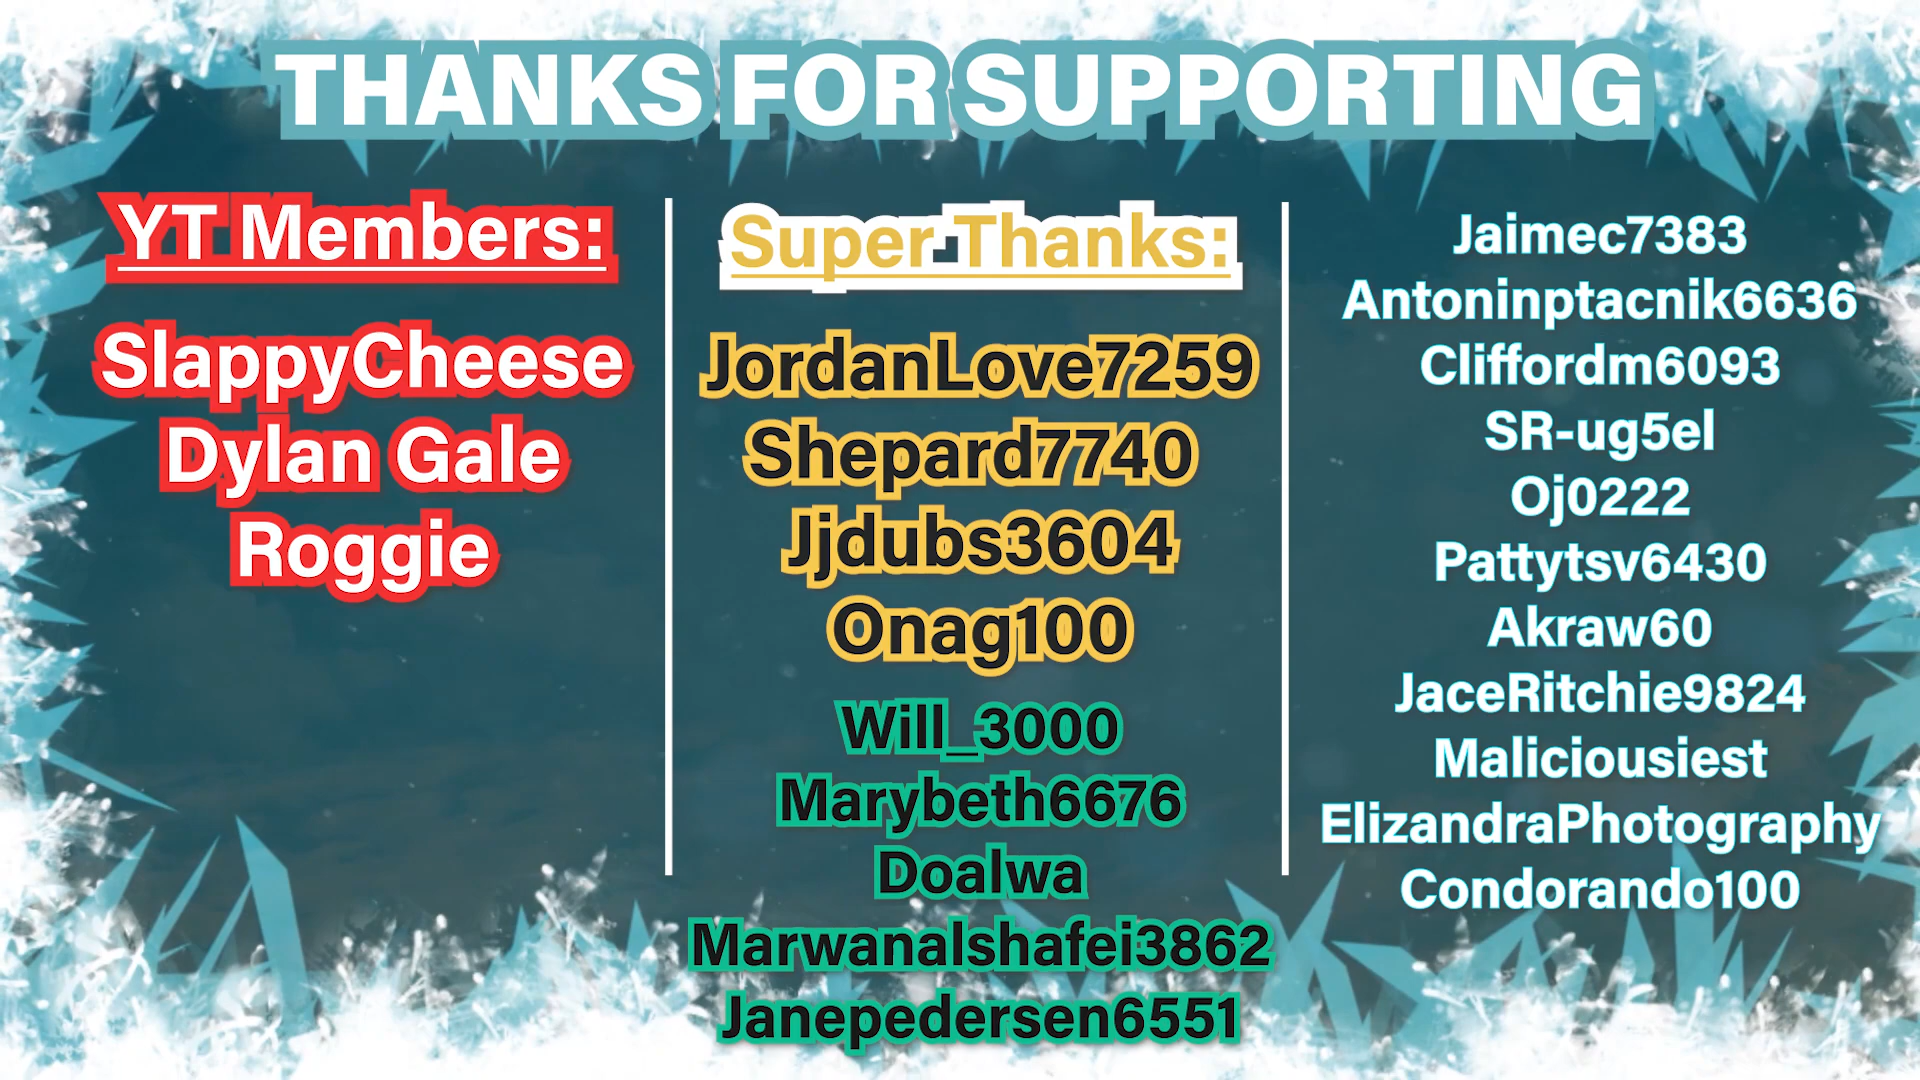 THANKS FOR SUPPORTING
YT Members:
SlappyCheese
Dylan Gale
Roggie
Super Thanks:
JordanLove7259
Shepard7740
Jjdubs3604
Onag100
Will_3000
Marybeth6676
Doalwa
Marwanalshafei3862
Janepedersen6551
Jaimec7383
Antoninptacnik6636
Cliffordm6093
SR-ug5el
Oj0222
Pattytsv6430
Akraw60
JaceRitchie9824
Maliciousiest
ElizandraPhotography
Condorando100